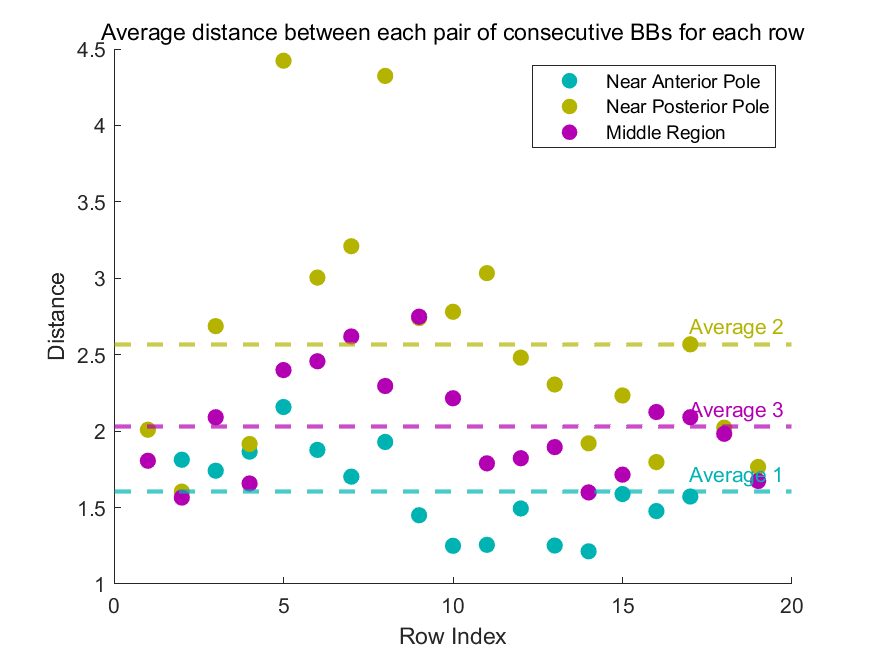 Average distance between each pair of consecutive BBs for each row
4.5
4
3.5
3
2.5
2
1.5
1
Distance
Near Anterior Pole
Near Posterior Pole
Middle Region
Average 2
Average 3
Average 1
0
5
10
15
20
Row Index